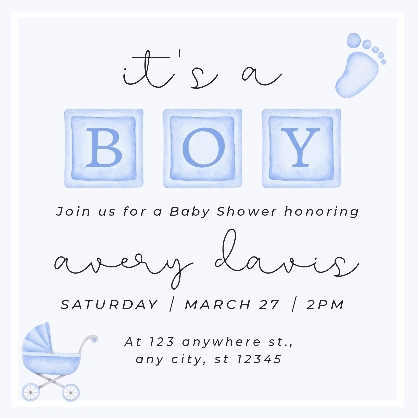 it's a
BOY
Join us for a Baby Shower honoring
avery davis
SATURDAY | MARCH 27 | 2PM
At 123 anywhere st.,
any city, st 12345